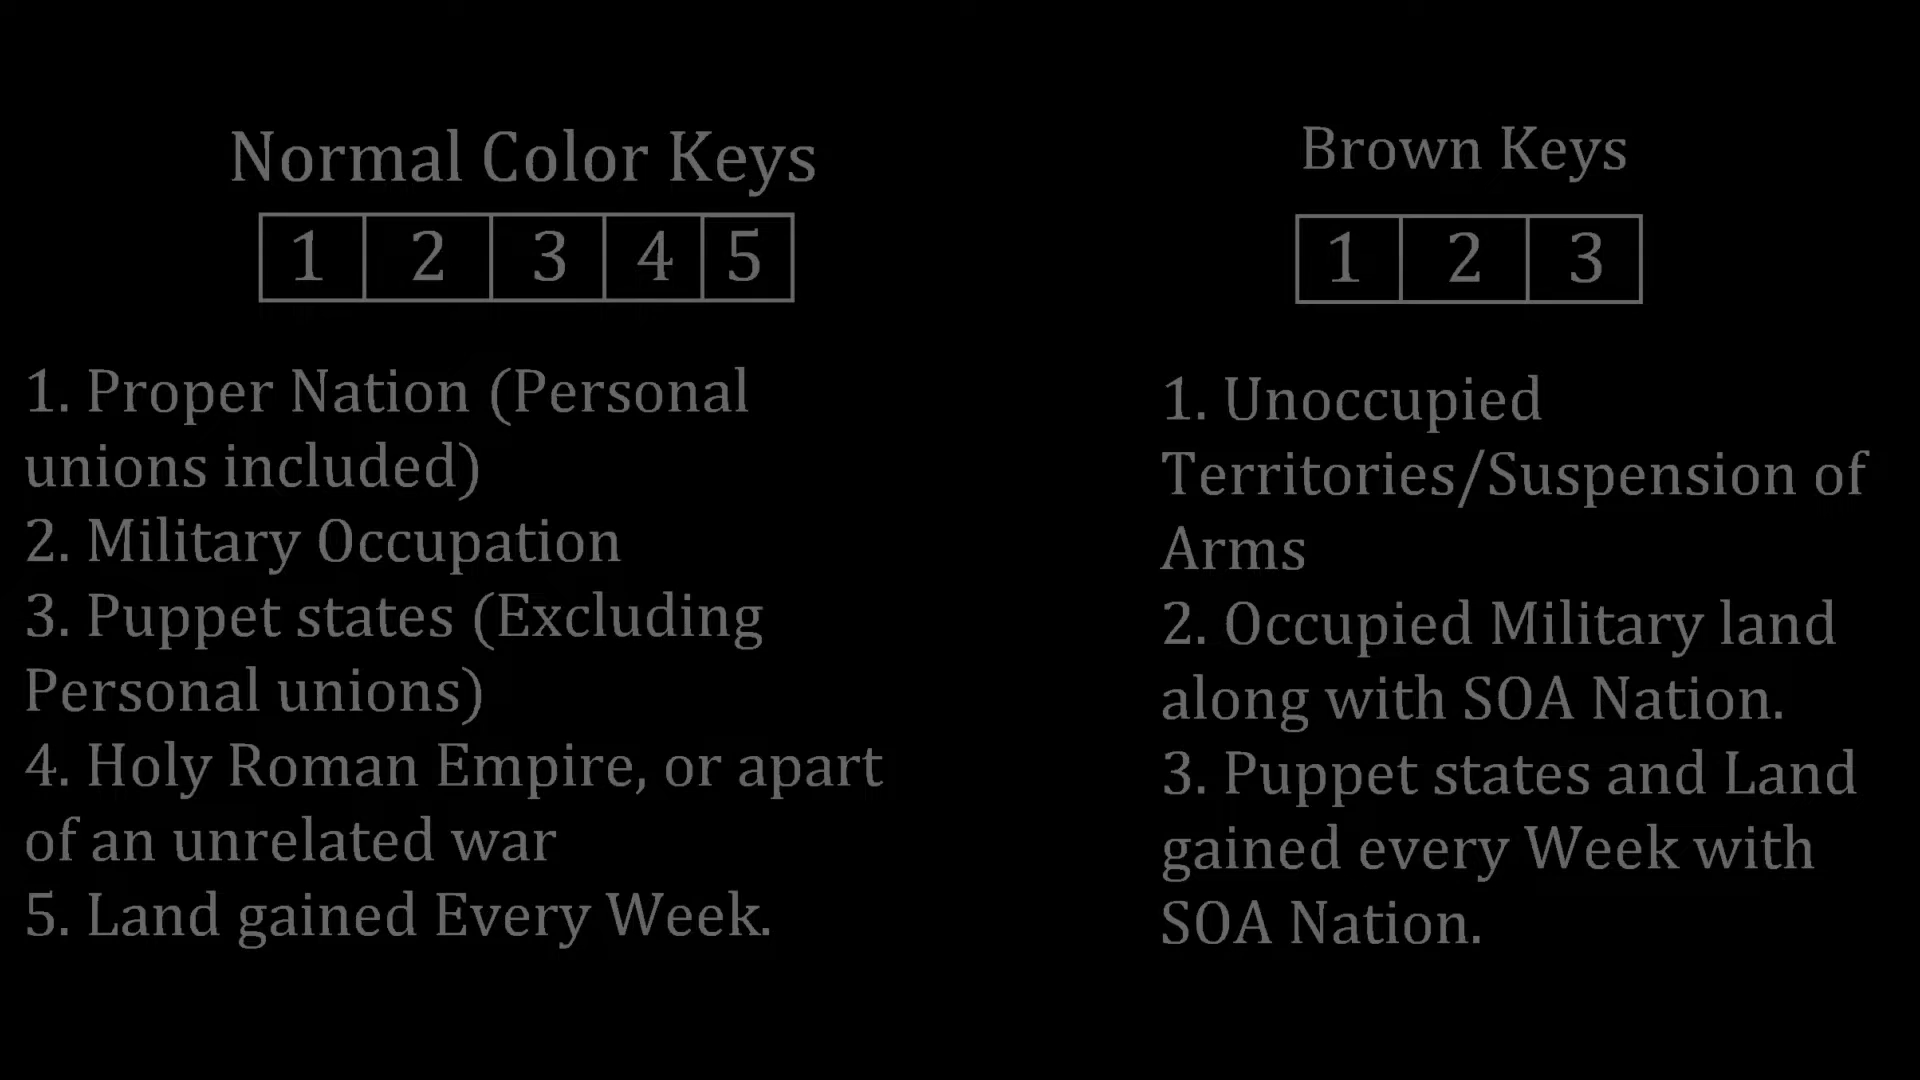 Normal Color Keys
1 2 3 4 5
1. Proper Nation (Personal
unions included)
2. Military Occupation
3. Puppet states (Excluding
Personal unions)
4. Holy Roman Empire, or apart
of an unrelated war
5. Land gained Every Week.
Brown Keys
1 2 3
1. Unoccupied
Territories/Suspension of
Arms
2. Occupied Military land
along with SOA Nation.
3. Puppet states and Land
gained every Week with
SOA Nation.